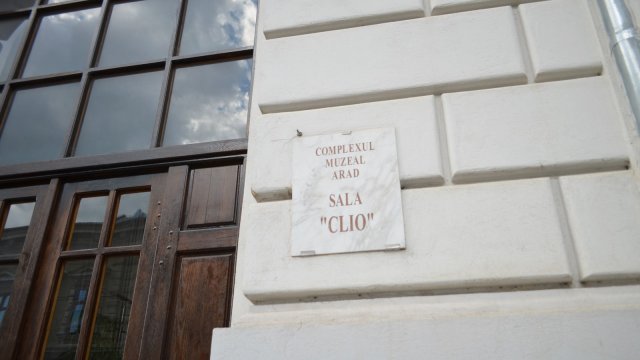 COMPLEXUL
MUZEAL
ARAD
SALA
"CLIO"